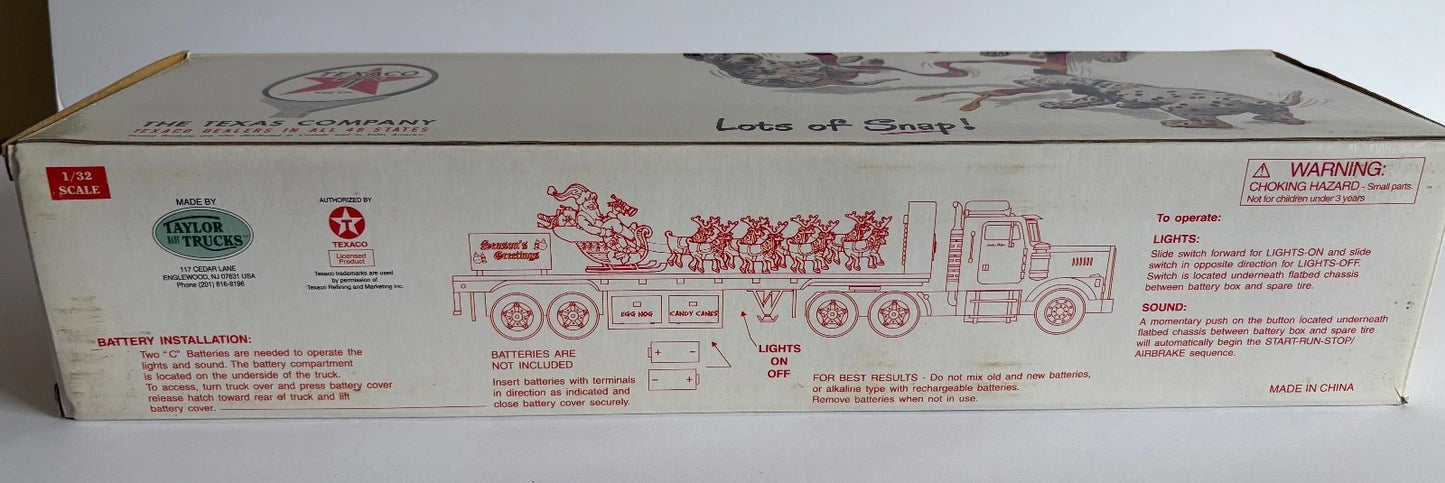 TEXACO
THE TEXAS COMPANY
TEXACO DEALERS IN ALL 48 STATES
Lots of Snap!
1/32
SCALE
MADE BY
TAYLOR
MADE
TRUCKS
117 CEDAR LANE
ENGLEWOOD, NJ 07631 USA
Phone (201) 816-8196
AUTHORIZED BY
T
TEXACO
Licensed
Product
Texaco trademarks are used
by permission of
Texaco Refining and Marketing Inc.
Season's
Greetings
EGG NOG
CANDY CANES
BATTERY INSTALLATION:
Two "C" Batteries are needed to operate the
lights and sound. The battery compartment
is located on the underside of the truck.
To access, turn truck over and press battery cover
release hatch toward rear of truck and lift
battery cover.
BATTERIES ARE
NOT INCLUDED
Insert batteries with terminals
in direction as indicated and
close battery cover securely.
+ -
- +
LIGHTS
ON
OFF
FOR BEST RESULTS - Do not mix old and new batteries,
or alkaline type with rechargeable batteries.
Remove batteries when not in use.
WARNING:
CHOKING HAZARD - Small parts.
Not for children under 3 years
To operate:
LIGHTS:
Slide switch forward for LIGHTS-ON and slide
switch in opposite direction for LIGHTS-OFF.
Switch is located underneath flatbed chassis
between battery box and spare tire.
SOUND:
A momentary push on the button located underneath
flatbed chassis between battery box and spare tire
will automatically begin the START-RUN-STOP/
AIRBRAKE sequence.
MADE IN CHINA